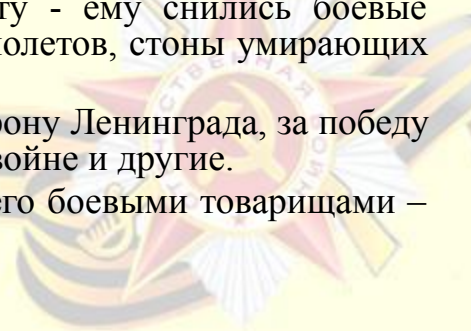 ту - ему снились боевые
олетов, стоны умирающих
ону Ленинграда, за победу
войне и другие.
его боевыми товарищами –